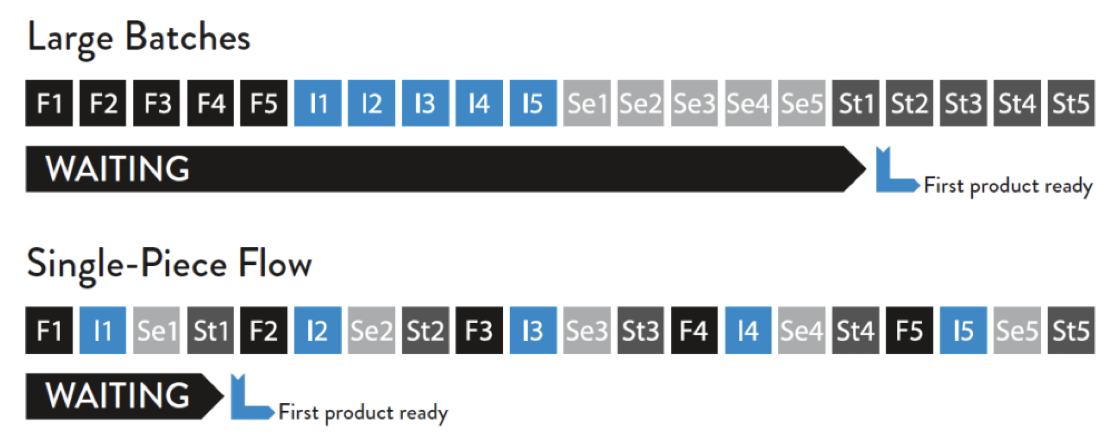 Large Batches
F1 F2 F3 F4 F5 I1 I2 I3 I4 I5 Se1 Se2 Se3 Se4 Se5 St1 St2 St3 St4 St5
WAITING
First product ready
Single-Piece Flow
F1 I1 Se1 St1 F2 I2 Se2 St2 F3 I3 Se3 St3 F4 I4 Se4 St4 F5 I5 Se5 St5
WAITING
First product ready